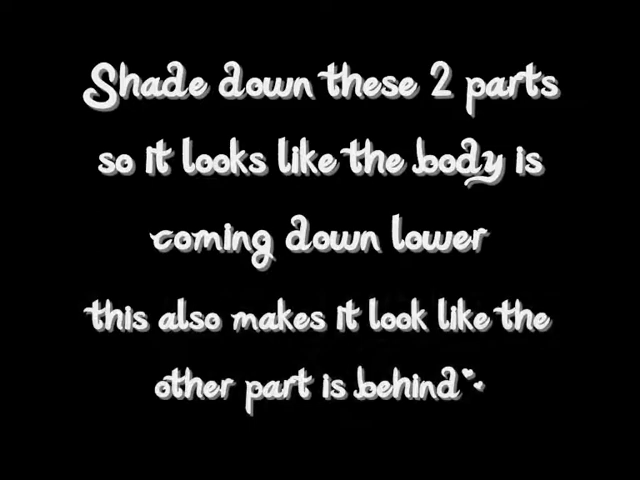 Shade down these 2 parts
so it looks like the body is
coming down lower
this also makes it look like the
other part is behind